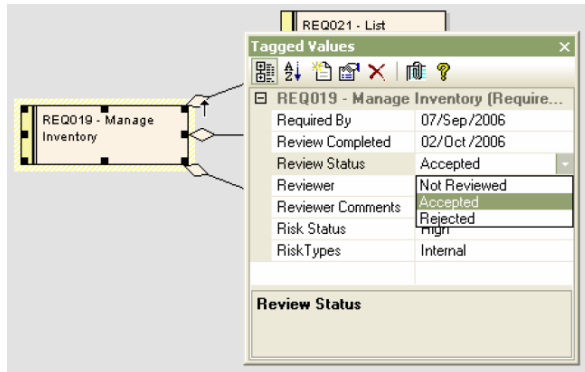 REQ021 - List
Tagged Values
REQ019 - Manage Inventory (Require...
Required By 07/Sep/2006
Review Completed 02/Oct/2006
Review Status Accepted
Reviewer
Not Reviewed
Reviewer Comments
Accepted
Rejected
Risk Status High
RiskTypes Internal
Review Status
REQ019 - Manage
Inventory